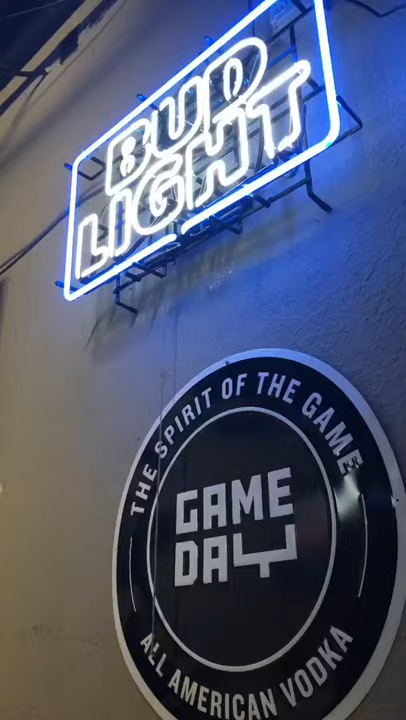 BUD
LIGHT
THE SPIRIT OF THE GAME
GAME
DAY
ALL AMERICAN VODKA